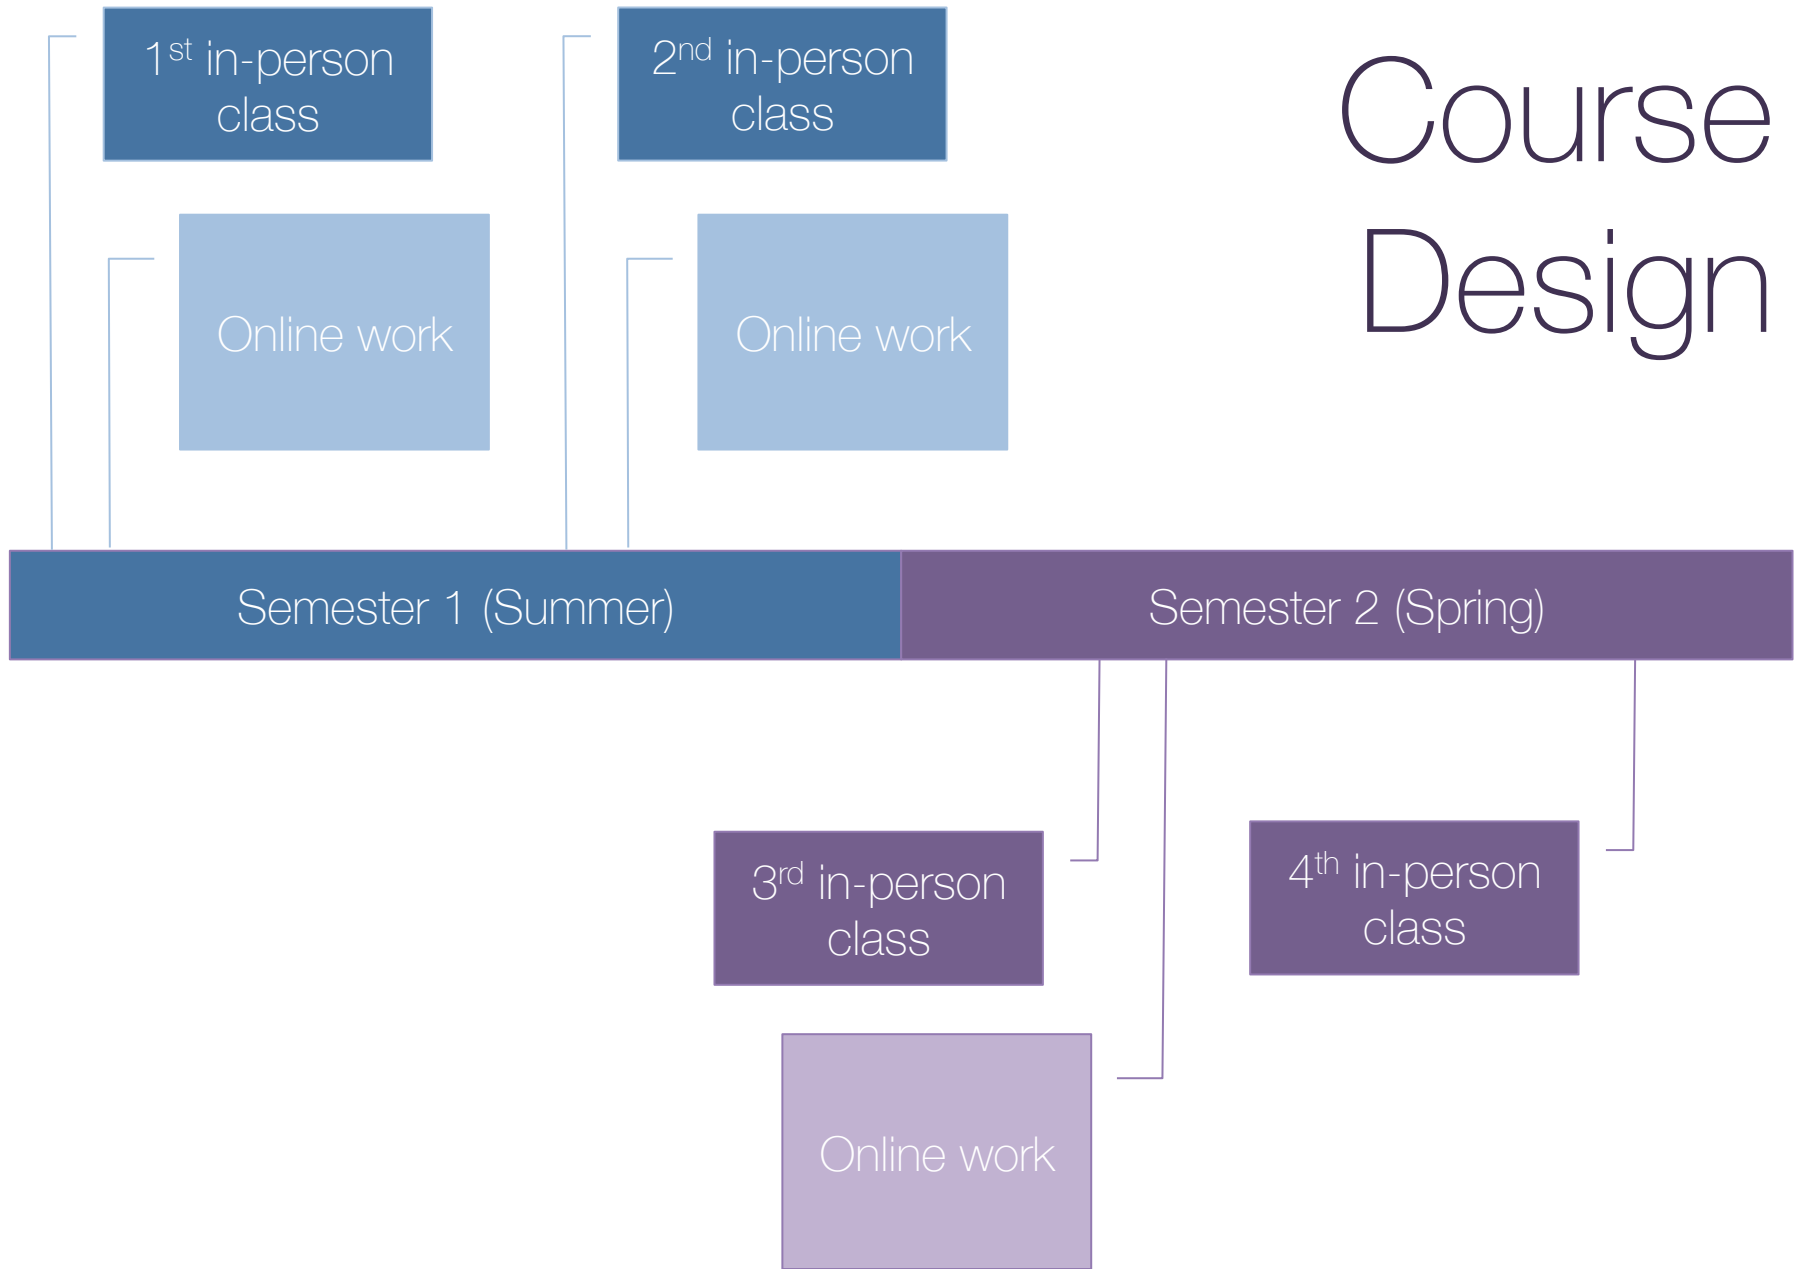 1st in-person
class
2nd in-person
class
Course
Design
Online work
Online work
Semester 1 (Summer)
Semester 2 (Spring)
3rd in-person
class
4th in-person
class
Online work